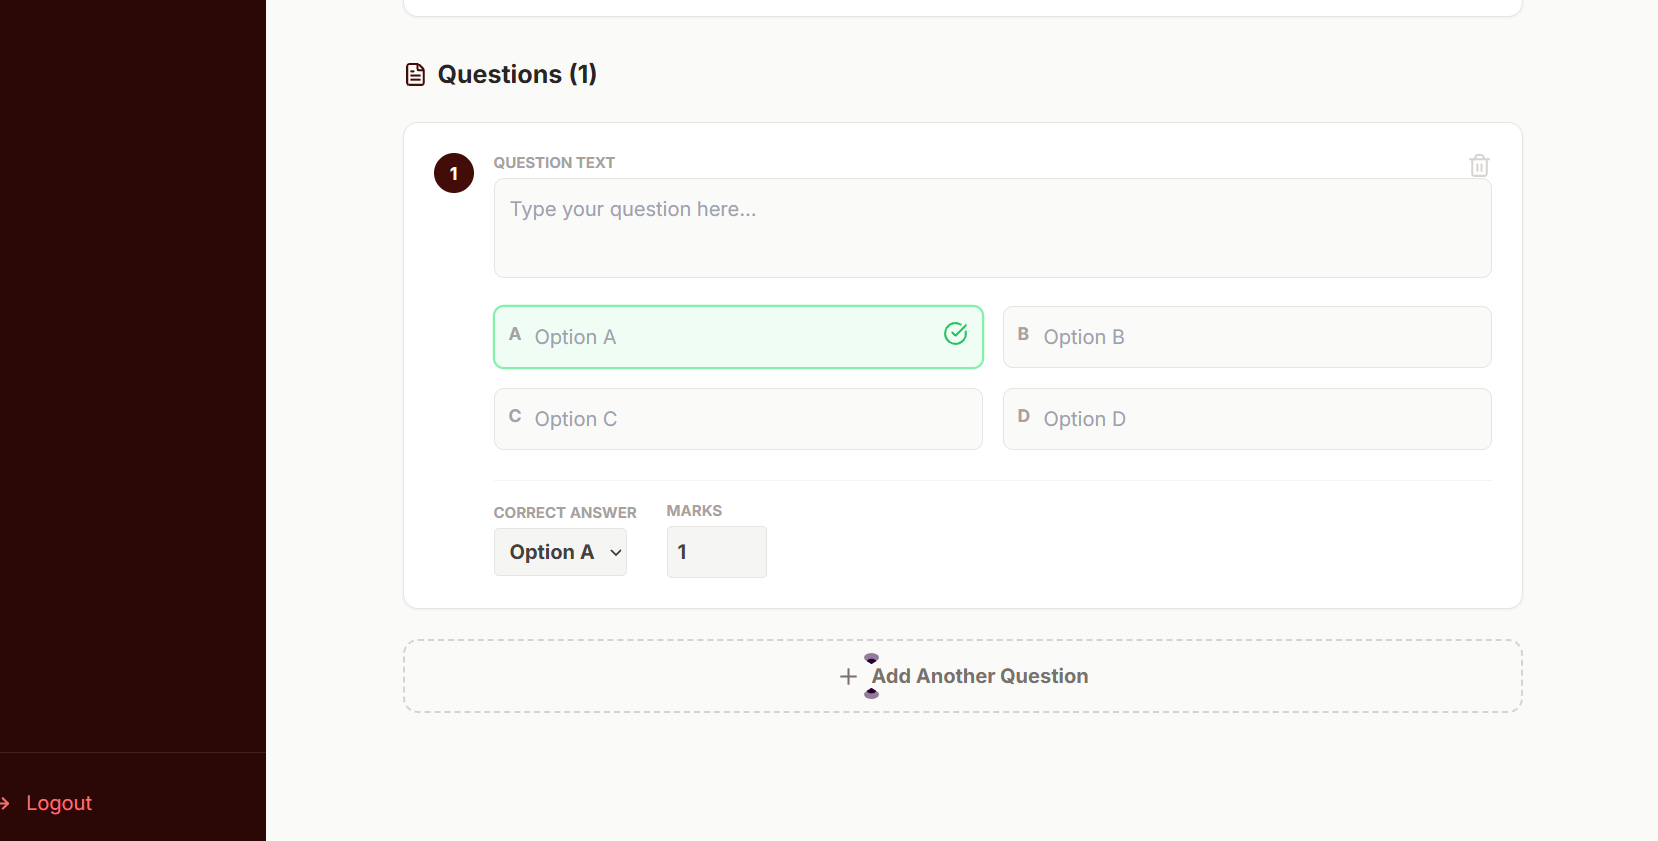 Questions (1)
1
QUESTION TEXT
Type your question here...
A Option A
B Option B
C Option C
D Option D
CORRECT ANSWER
MARKS
Option A
1
+ Add Another Question
Logout